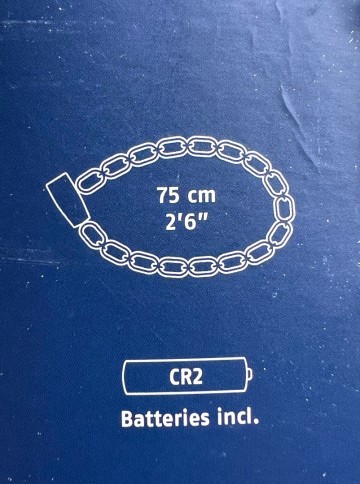 75 cm
2'6"
CR2
Batteries incl.